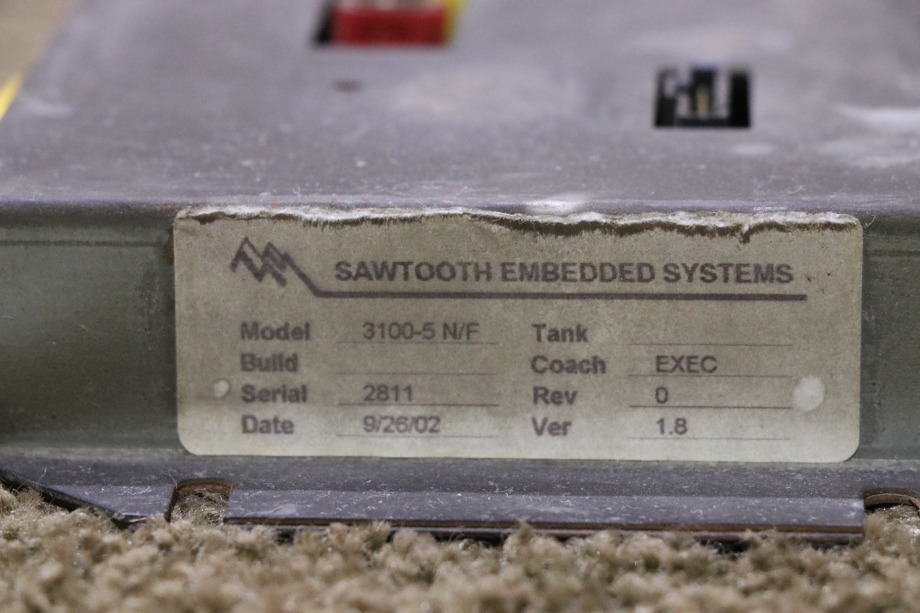 SAWTOOTH EMBEDDED SYSTEMS
Model 3100-5 N/F Tank
Build Coach EXEC
Serial 2811 Rev 0
Date 9/26/02 Ver 1.8